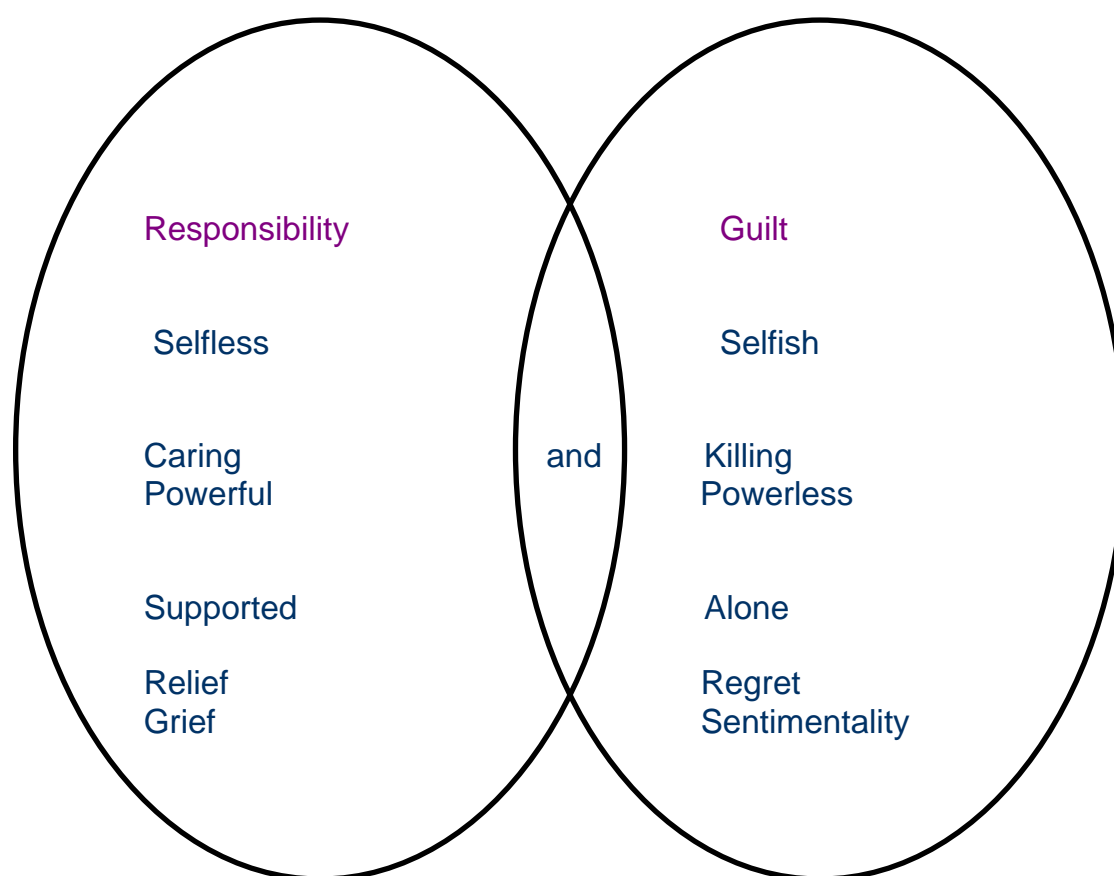 Responsibility Guilt
Selfless Selfish
Caring and Killing
Powerful Powerless
Supported Alone
Relief Regret
Grief Sentimentality